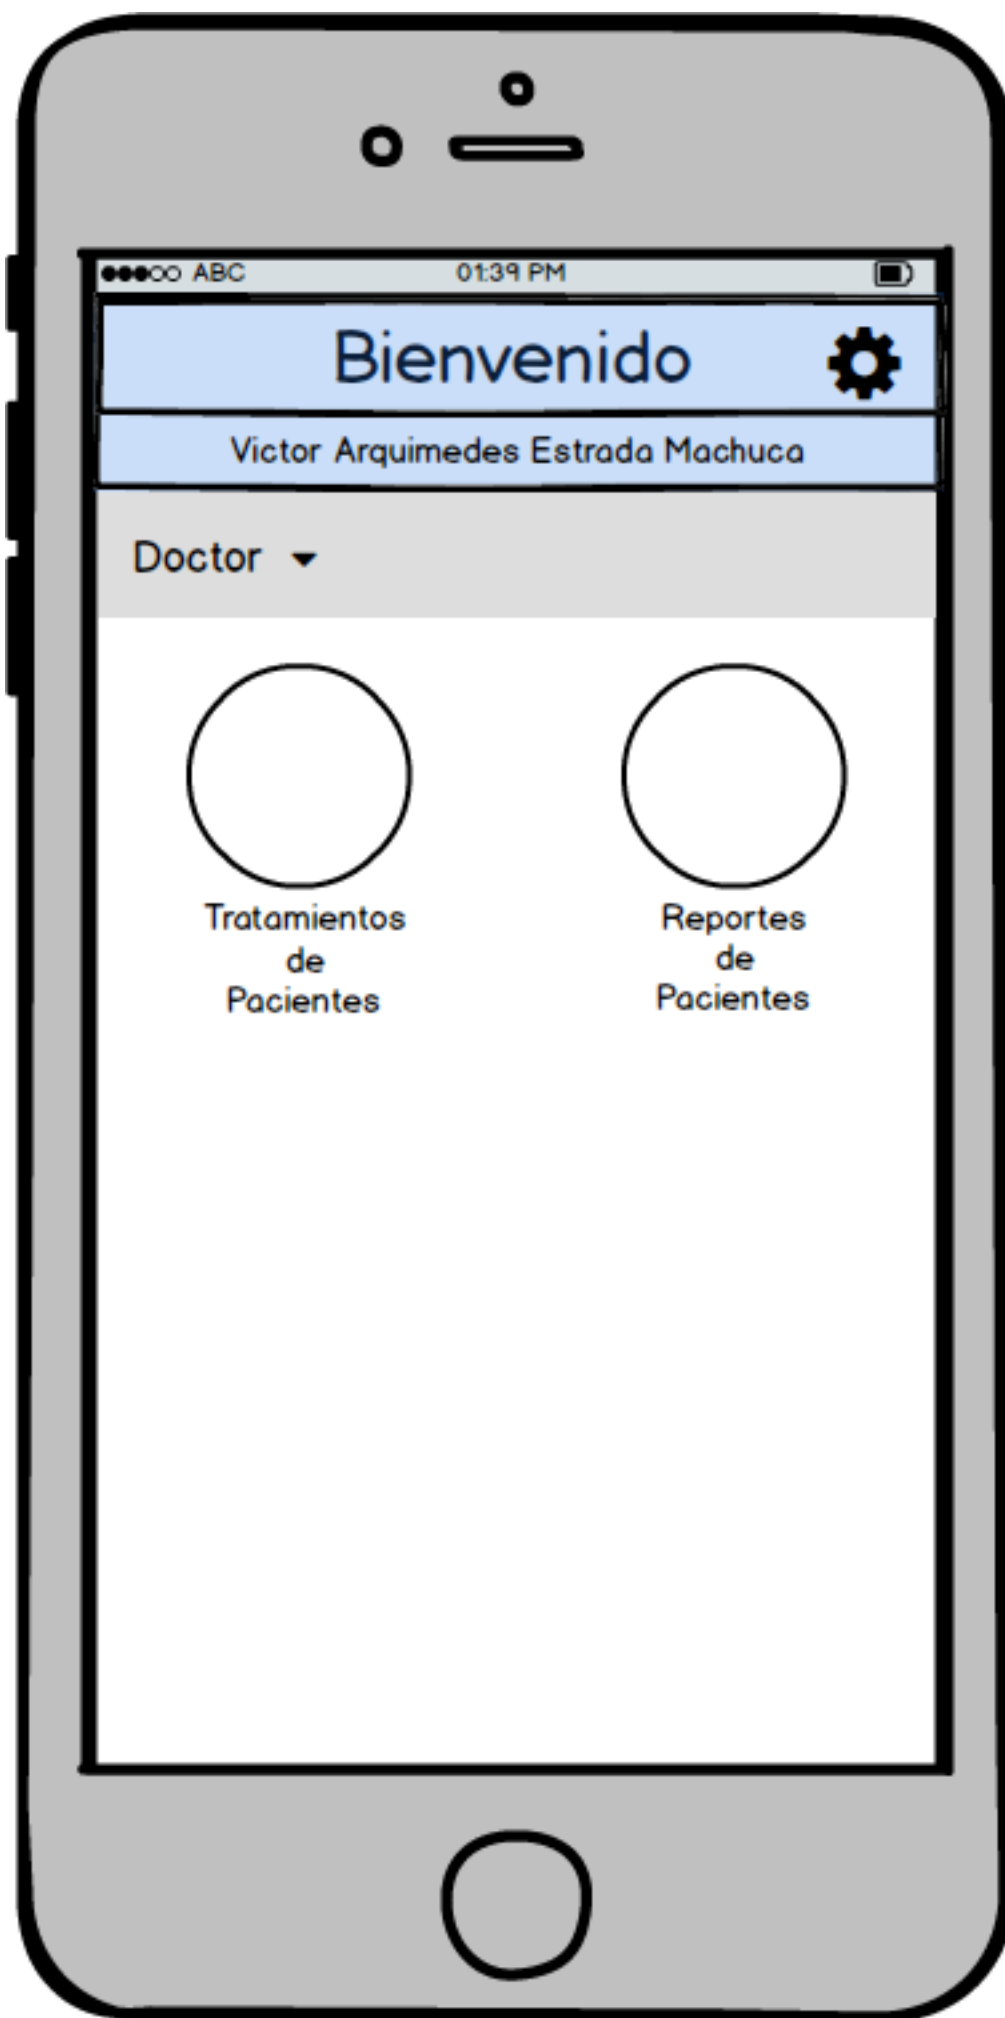 ABC 01:39 PM
Bienvenido
Victor Arquimedes Estrada Machuca
Doctor
Tratamientos
de
Pacientes
Reportes
de
Pacientes